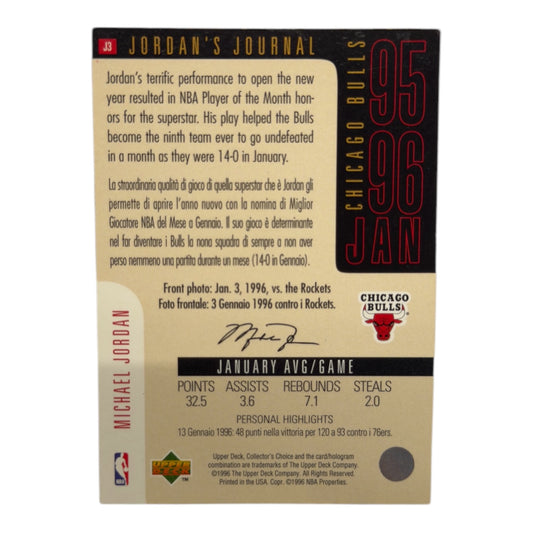 J3 JORDAN'S JOURNAL
CHICAGO BULLS
95
96
JAN
Jordan's terrific performance to open the new
year resulted in NBA Player of the Month hon-
ors for the superstar. His play helped the Bulls
become the ninth team ever to go undefeated
in a month as they were 14-0 in January.
La straordinaria qualità di gioco di quella superstar che è Jordan gli
permette di aprire l'anno nuovo con la nomina di Miglior
Giocatore NBA del Mese a Gennaio. Il suo gioco è determinante
nel far diventare i Bulls la nona squadra di sempre a non aver
perso nemmeno una partita durante un mese (14-0 in Gennaio).
Front photo: Jan. 3, 1996, vs. the Rockets
Foto frontale: 3 Gennaio 1996 contro i Rockets.
CHICAGO
BULLS
MICHAEL JORDAN
JANUARY AVG/GAME
POINTS ASSISTS REBOUNDS STEALS
32.5 3.6 7.1 2.0
PERSONAL HIGHLIGHTS
13 Gennaio 1996: 48 punti nella vittoria per 120 a 93 contro i 76ers.
NBA
UPPER
DECK
™
Upper Deck, Collector's Choice and the card/hologram
combination are trademarks of The Upper Deck Company.
©1996 The Upper Deck Company. All Rights Reserved.
Printed in the USA. Copr. ©1996 NBA Properties.